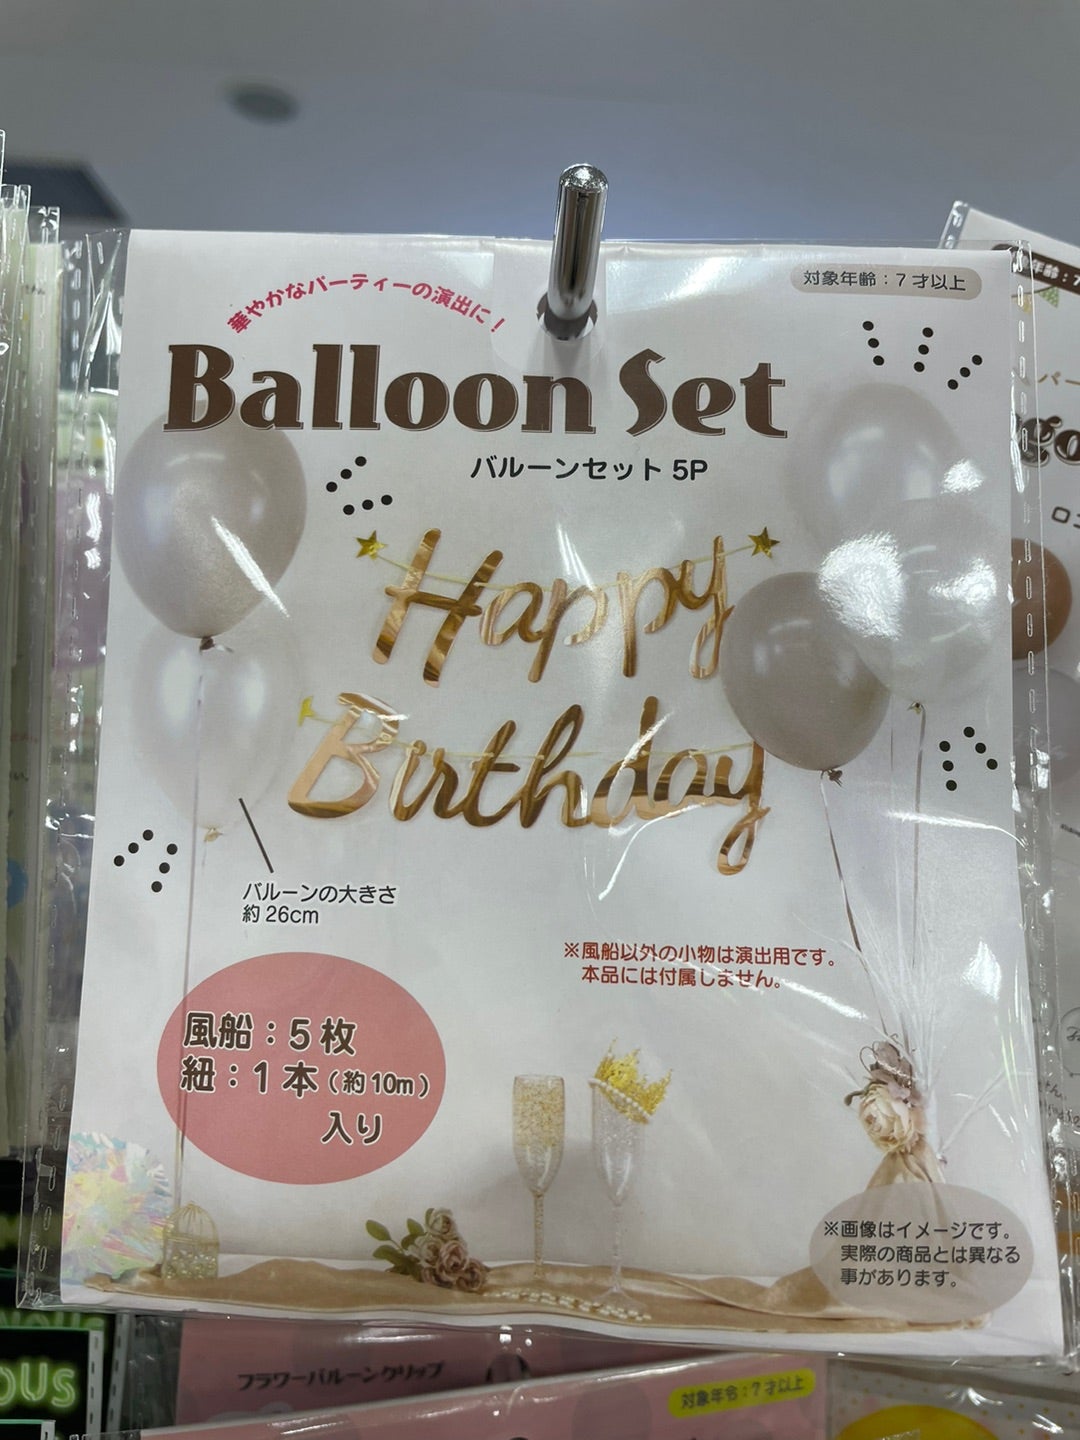 対象年齢：7才以上
華やかなパーティーの演出に！
Balloon Set
バルーンセット 5P
Happy
Birthday
バルーンの大きさ
約26cm
※風船以外の小物は演出用です。
本品には付属しません。
風船：5枚
紐：1本（約10m）
入り
※画像はイメージです。
実際の商品とは異なる
事があります。
フラワーバルーンクリップ
対象年令：7才以上